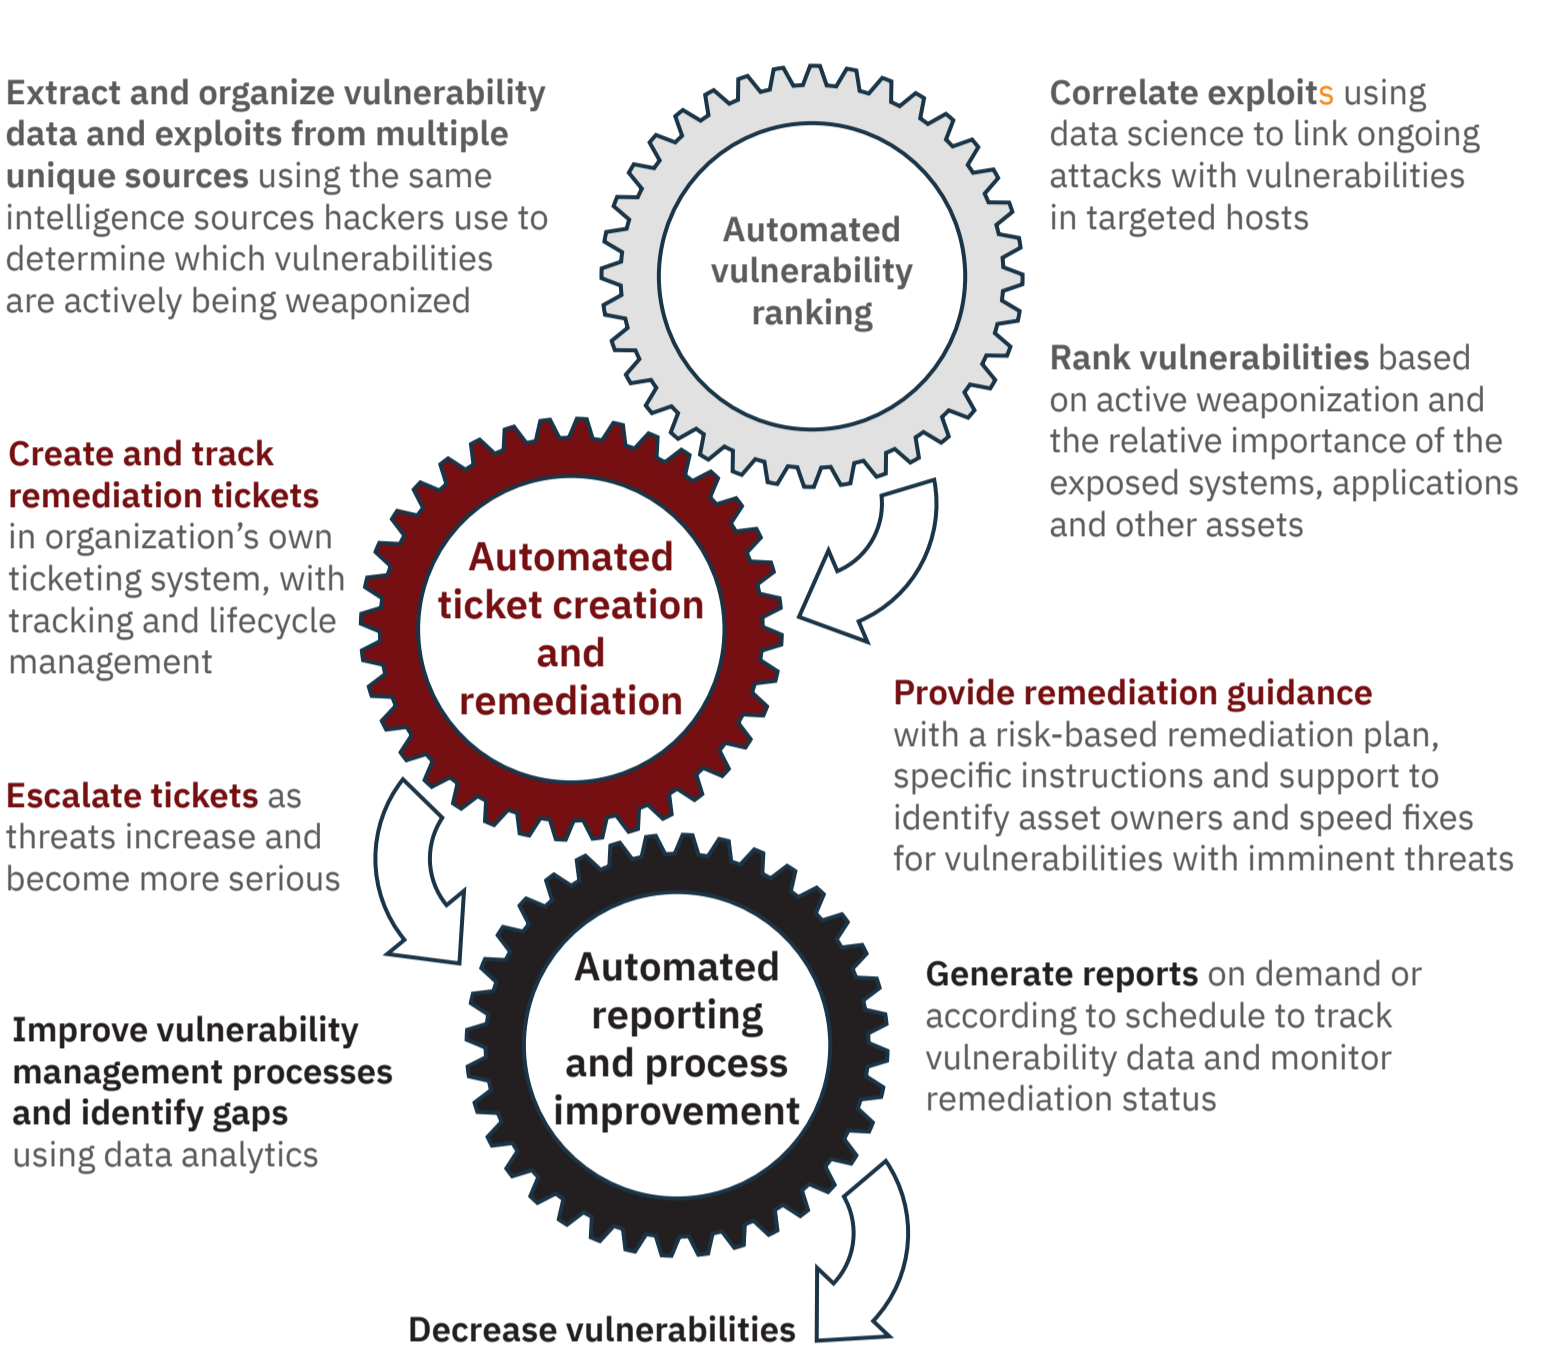 Extract and organize vulnerability
data and exploits from multiple
unique sources using the same
intelligence sources hackers use to
determine which vulnerabilities
are actively being weaponized
Automated
vulnerability
ranking
Correlate exploits using
data science to link ongoing
attacks with vulnerabilities
in targeted hosts
Rank vulnerabilities based
on active weaponization and
the relative importance of the
exposed systems, applications
and other assets
Create and track
remediation tickets
in organization’s own
ticketing system, with
tracking and lifecycle
management
Automated
ticket creation
and
remediation
Provide remediation guidance
with a risk-based remediation plan,
specific instructions and support to
identify asset owners and speed fixes
for vulnerabilities with imminent threats
Escalate tickets as
threats increase and
become more serious
Automated
reporting
and process
improvement
Generate reports on demand or
according to schedule to track
vulnerability data and monitor
remediation status
Improve vulnerability
management processes
and identify gaps
using data analytics
Decrease vulnerabilities